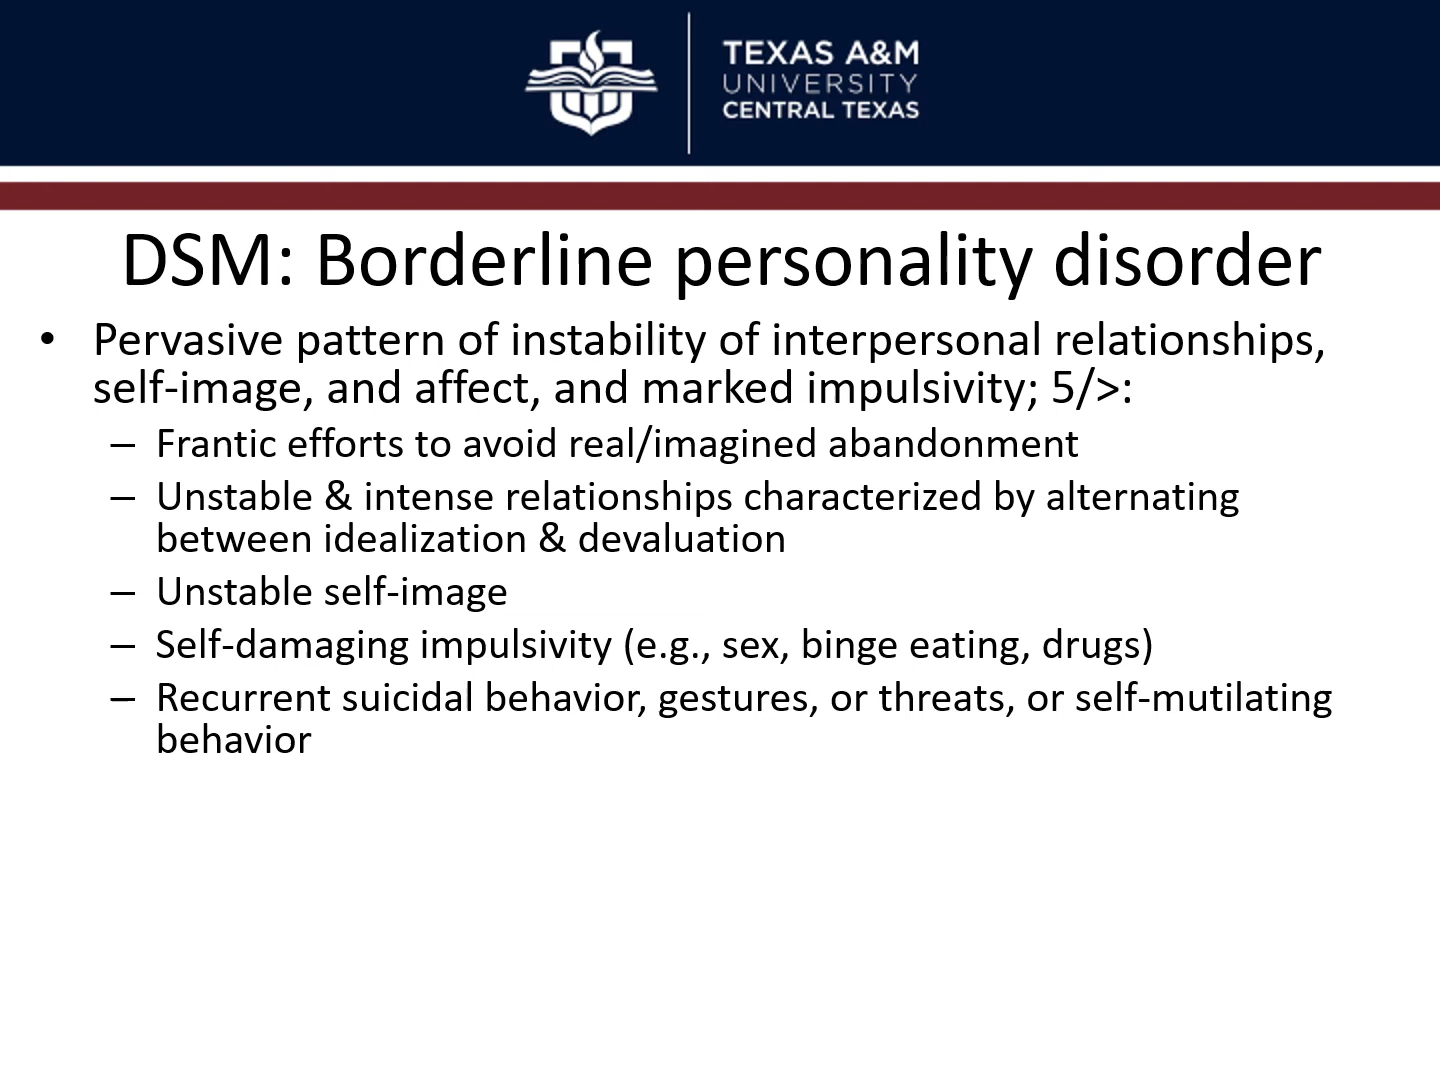 TEXAS A&M
UNIVERSITY
CENTRAL TEXAS
DSM: Borderline personality disorder
• Pervasive pattern of instability of interpersonal relationships,
self-image, and affect, and marked impulsivity; 5/>:
– Frantic efforts to avoid real/imagined abandonment
– Unstable & intense relationships characterized by alternating
between idealization & devaluation
– Unstable self-image
– Self-damaging impulsivity (e.g., sex, binge eating, drugs)
– Recurrent suicidal behavior, gestures, or threats, or self-mutilating
behavior